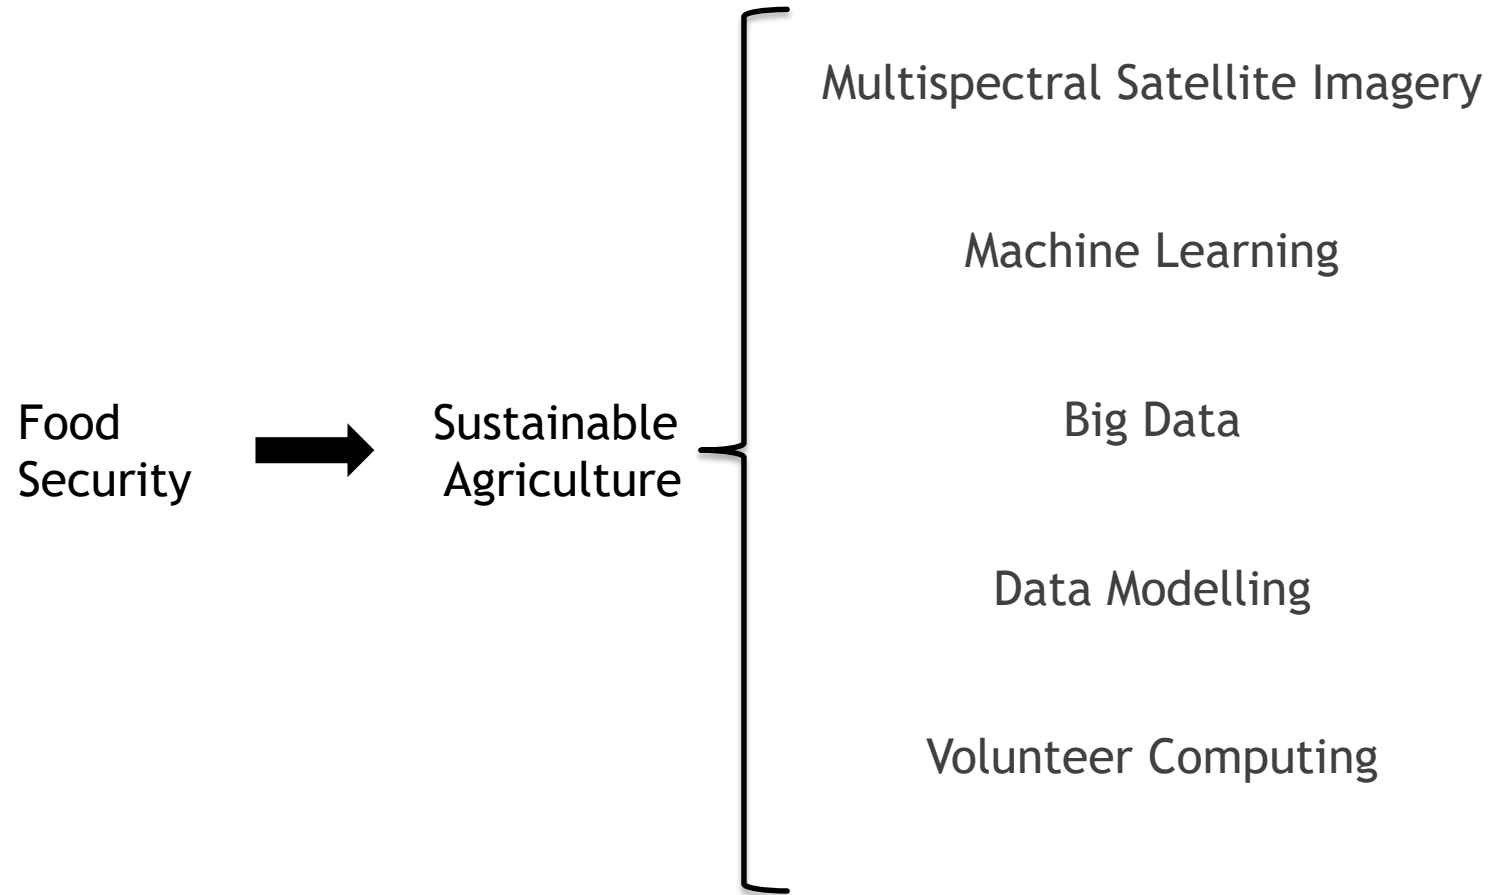 Food
Security
Sustainable
Agriculture
Multispectral Satellite Imagery
Machine Learning
Big Data
Data Modelling
Volunteer Computing